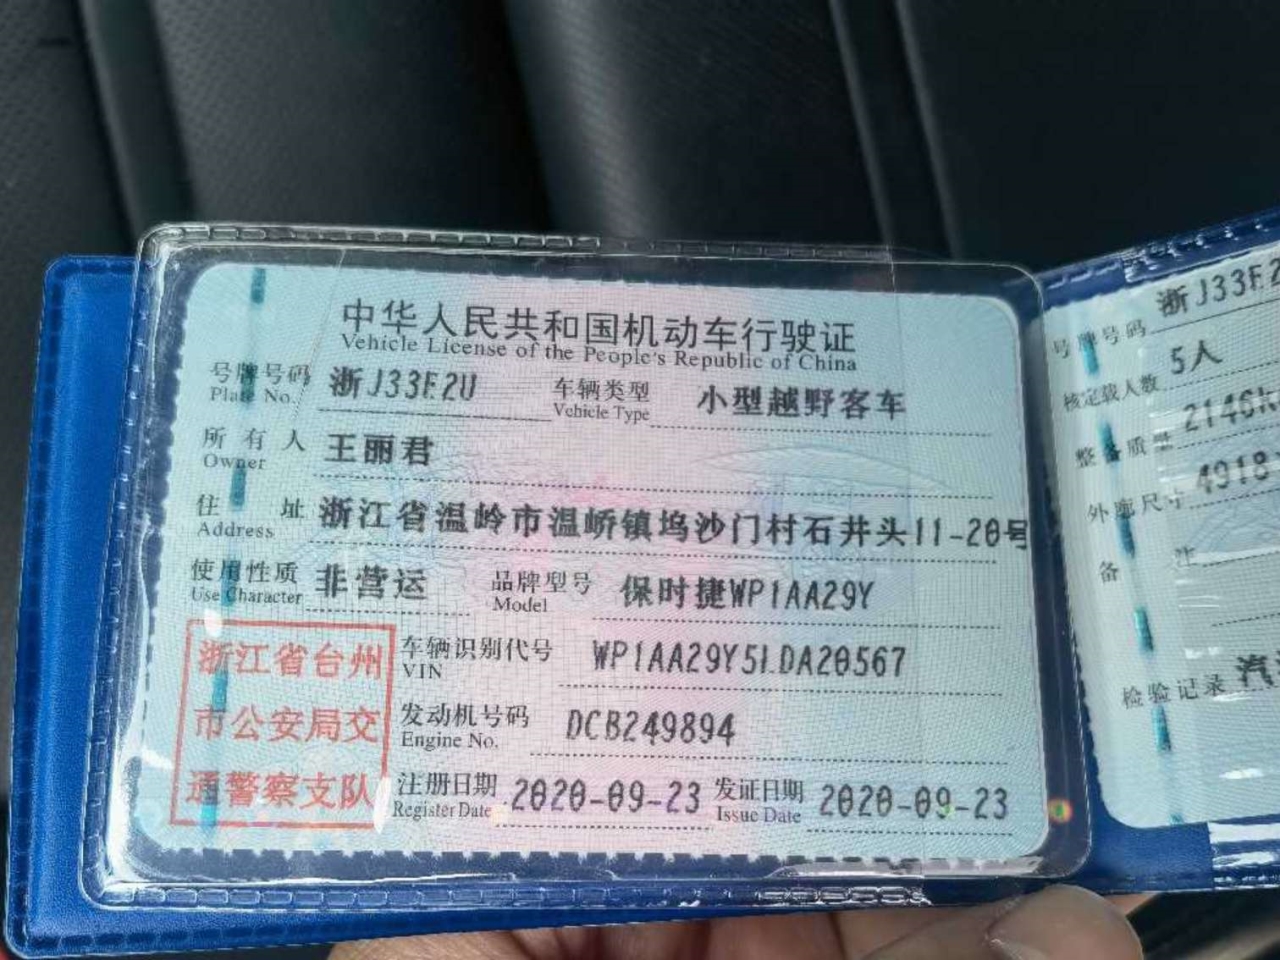 中华人民共和国机动车行驶证
Vehicle License of the People's Republic of China
号牌号码 浙J33E2U 车辆类型 小型越野客车
Plate No. Vehicle Type
所有人 王丽君
Owner
住址 浙江省温岭市温峤镇坞沙门村石井头11-20号
Address
使用性质 非营运 品牌型号 保时捷WP1AA29Y
Use Character Model
浙江省台州
市公安局交
通警察支队
车辆识别代号 WP1AA29Y5LDA20567
VIN
发动机号码 DCB249894
Engine No.
注册日期 2020-09-23 发证日期 2020-09-23
Register Date Issue Date
号牌号码 浙J33E2
核定载人数 5人
整备质量 2146k
外廓尺寸 4918
备注
检验记录